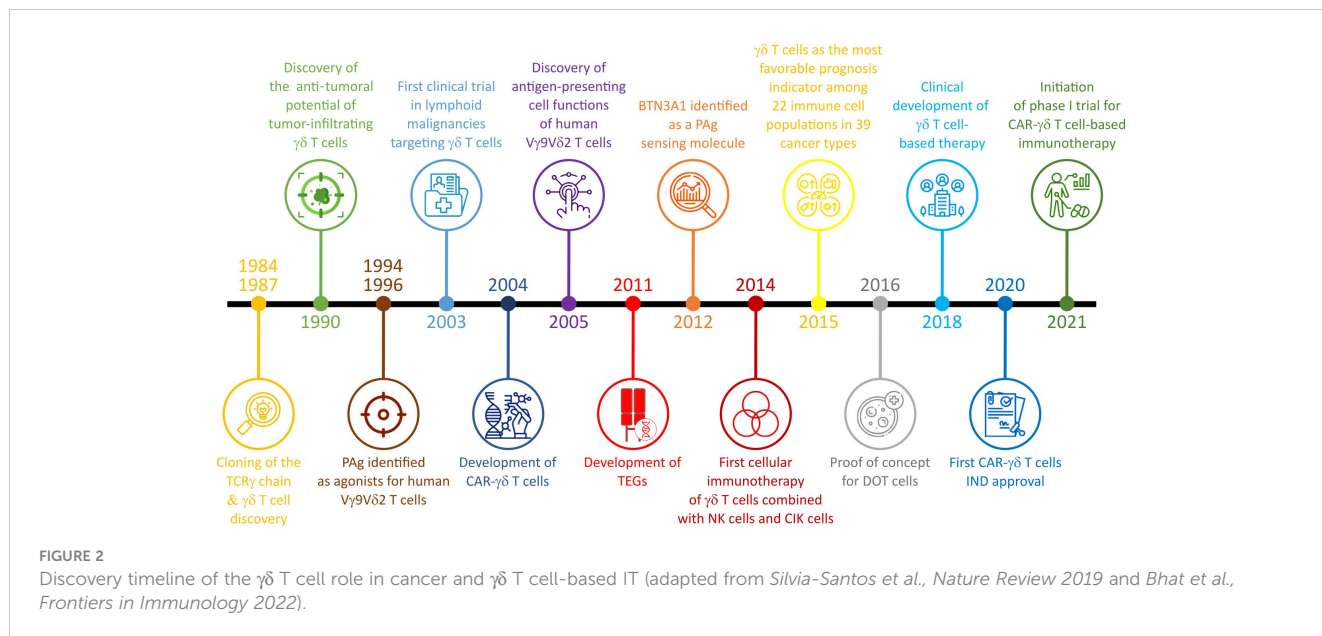 Discovery of
the anti-tumoral
potential of
tumor-infiltrating
γδ T cells
First clinical trial
in lymphoid
malignancies
targeting γδ T cells
Discovery of
antigen-presenting
cell functions
of human
Vγ9Vδ2 T cells
BTN3A1 identified
as a PAg
sensing molecule
γδ T cells as the most
favorable prognosis
indicator among
22 immune cell
populations in 39
cancer types
Clinical
development of
γδ T cell-
based therapy
Initiation
of phase I trial for
CAR-γδ T cell-based
immunotherapy
1984
1987
1990
1994
1996
2003
2004
2005
2011
2012
2014
2015
2016
2018
2020
2021
Cloning of the
TCRγ chain
& γδ T cell
discovery
PAg identified
as agonists for human
Vγ9Vδ2 T cells
Development of
CAR-γδ T cells
Development of
TEGs
First cellular
immunotherapy
of γδ T cells combined
with NK cells and CIK cells
Proof of concept
for DOT cells
First CAR-γδ T cells
IND approval
FIGURE 2
Discovery timeline of the γδ T cell role in cancer and γδ T cell-based IT (adapted from Silvia-Santos et al., Nature Review 2019 and Bhat et al.,
Frontiers in Immunology 2022).